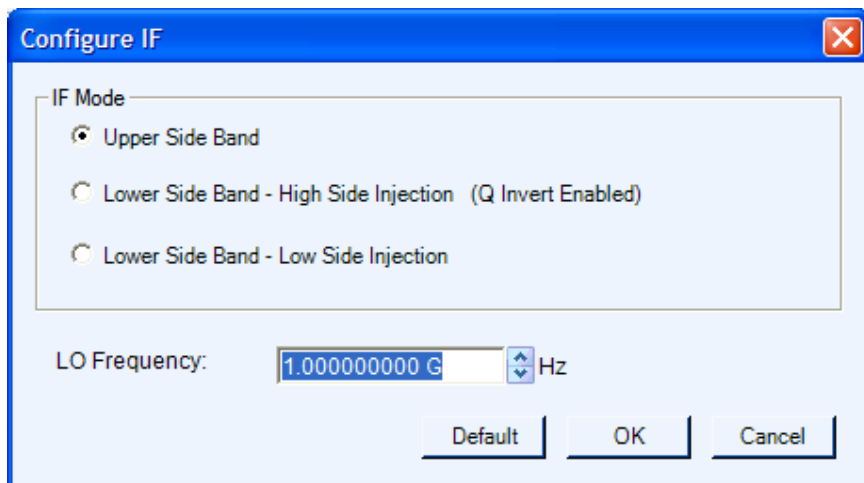 Configure IF
IF Mode
Upper Side Band
Lower Side Band - High Side Injection (Q Invert Enabled)
Lower Side Band - Low Side Injection
LO Frequency: 1.000000000 G Hz
Default OK Cancel